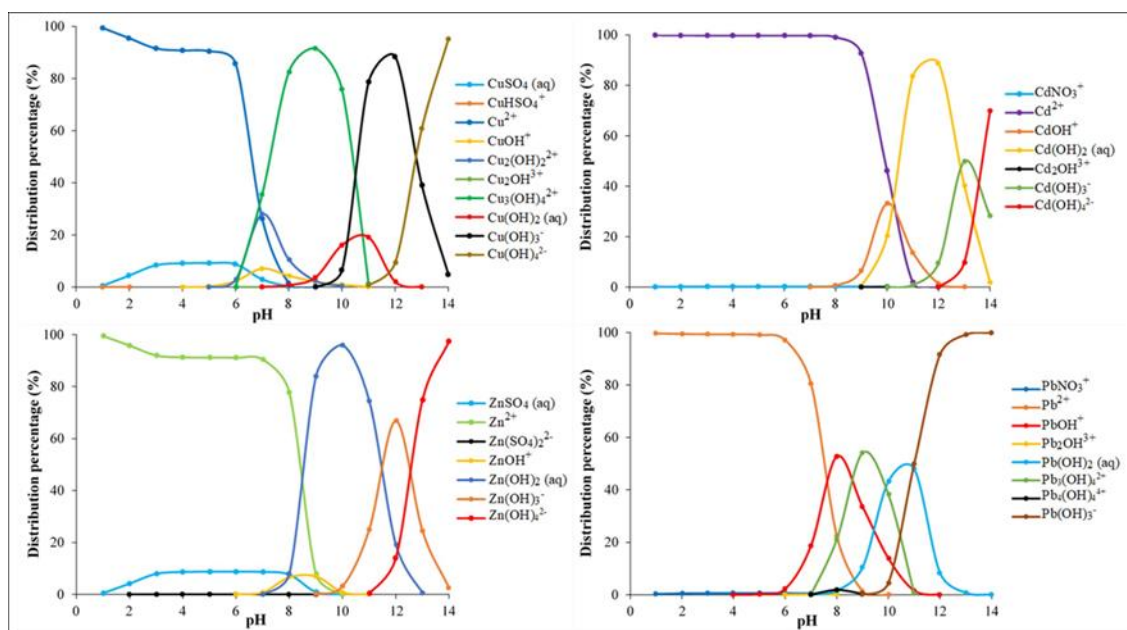 Distribution percentage (%)
100
80
60
40
20
0
0 2 4 6 8 10 12 14
pH
CuSO4 (aq)
CuHSO4+
Cu2+
CuOH+
Cu2(OH)22+
Cu2OH3+
Cu3(OH)42+
Cu(OH)2 (aq)
Cu(OH)3-
Cu(OH)42-
Distribution percentage (%)
100
80
60
40
20
0
0 2 4 6 8 10 12 14
pH
CdNO3+
Cd2+
CdOH+
Cd(OH)2 (aq)
Cd2OH3+
Cd(OH)3-
Cd(OH)42-
Distribution percentage (%)
100
80
60
40
20
0
0 2 4 6 8 10 12 14
pH
ZnSO4 (aq)
Zn2+
Zn(SO4)22-
ZnOH+
Zn(OH)2 (aq)
Zn(OH)3-
Zn(OH)42-
Distribution percentage (%)
100
80
60
40
20
0
0 2 4 6 8 10 12 14
pH
PbNO3+
Pb2+
PbOH+
Pb2OH3+
Pb(OH)2 (aq)
Pb3(OH)42+
Pb4(OH)44+
Pb(OH)3-